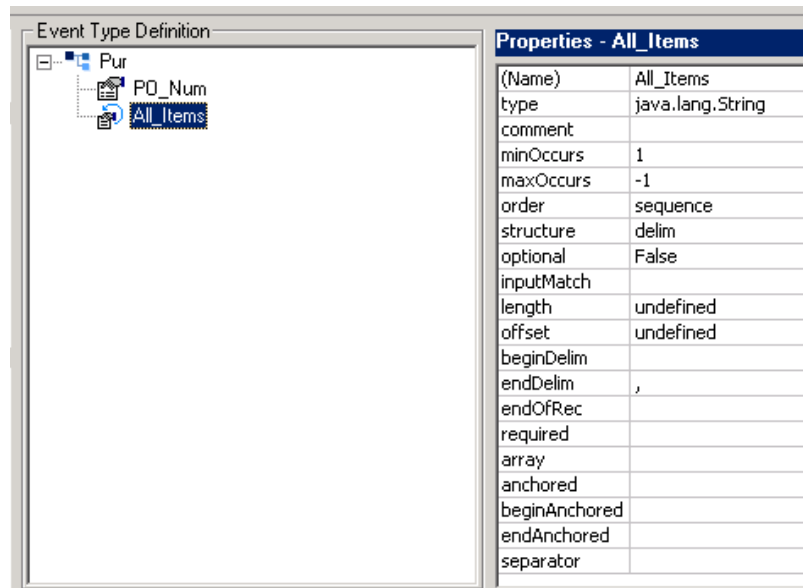 Event Type Definition
Pur
PO_Num
All_Items
Properties - All_Items
(Name) All_Items
type java.lang.String
comment
minOccurs 1
maxOccurs -1
order sequence
structure delim
optional False
inputMatch
length undefined
offset undefined
beginDelim
endDelim ,
endOfRec
required
array
anchored
beginAnchored
endAnchored
separator